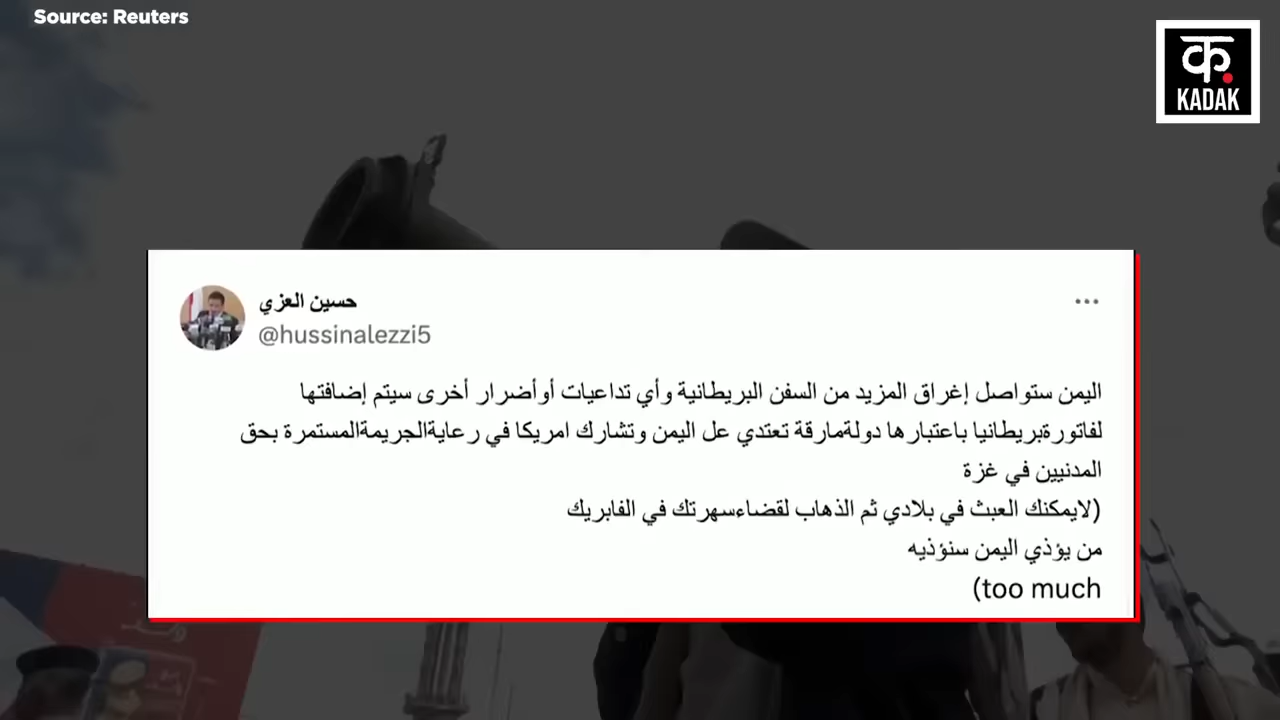 Source: Reuters
क.
KADAK
حسين العزي
@hussinalezzi5
اليمن ستواصل إغراق المزيد من السفن البريطانية وأي تداعيات أوأضرار أخرى سيتم إضافتها
لفاتورةبريطانيا باعتبارها دولةمارقة تعتدي عل اليمن وتشارك امريكا في رعايةالجريمةالمستمرة بحق
المدنيين في غزة
(لايمكنك العبث في بلادي ثم الذهاب لقضاءسهرتك في الفابريك
من يؤذي اليمن سنؤذيه
too much)